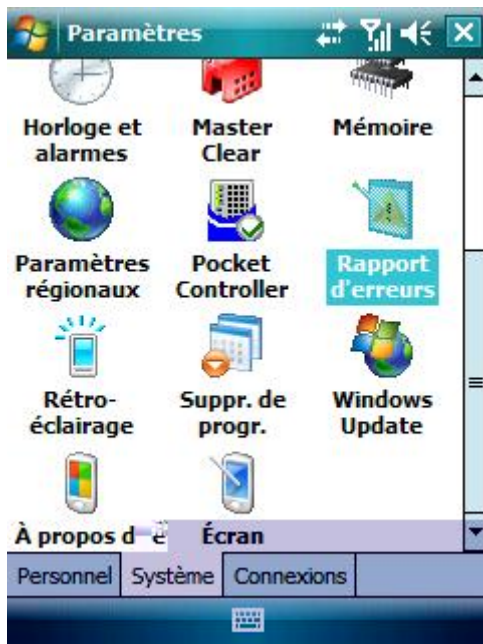 Paramètres
Horloge et Master Mémoire
alarmes Clear
Paramètres Pocket Rapport
régionaux Controller d'erreurs
Rétro- Suppr. de Windows
éclairage progr. Update
À propos d e Écran
Personnel Système Connexions